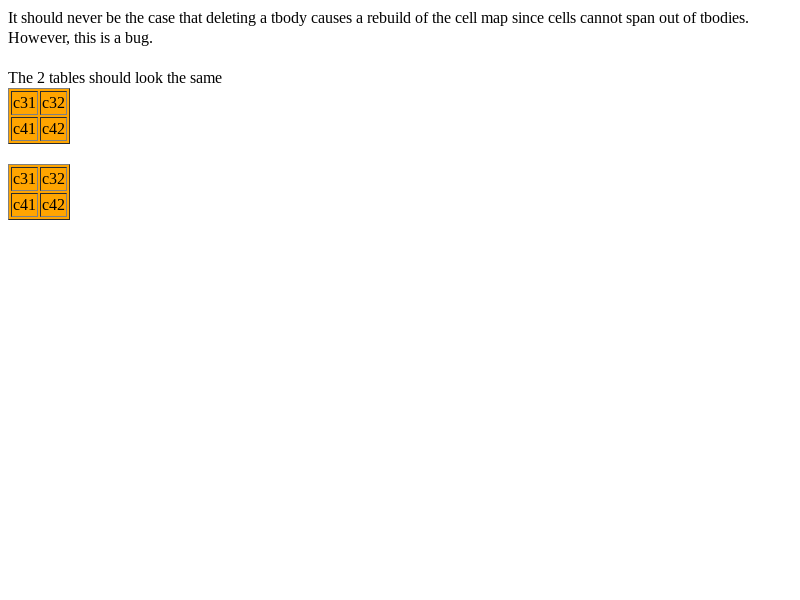 It should never be the case that deleting a tbody causes a rebuild of the cell map since cells cannot span out of tbodies.
However, this is a bug.
The 2 tables should look the same
c31 c32
c41 c42
c31 c32
c41 c42